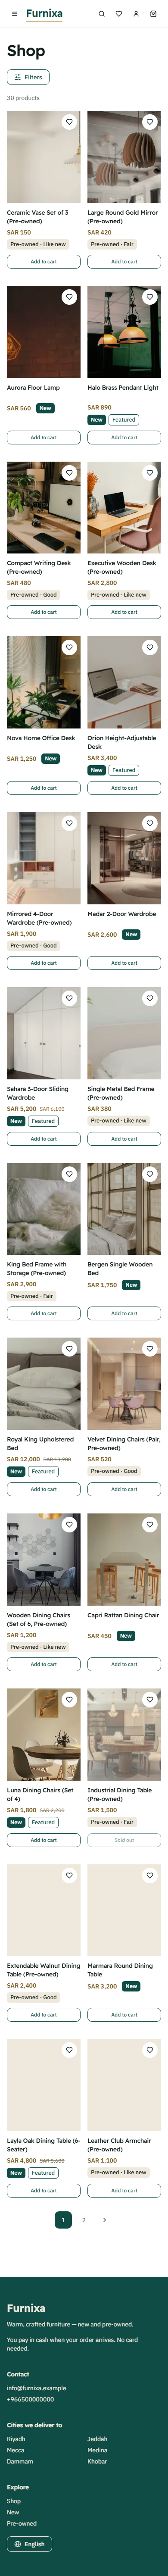 Furnixa
Shop
Filters
30 products
Ceramic Vase Set of 3
(Pre-owned)
SAR 150
Pre-owned · Like new
Add to cart
Large Round Gold Mirror
(Pre-owned)
SAR 420
Pre-owned · Fair
Add to cart
Aurora Floor Lamp
SAR 560 New
Add to cart
Halo Brass Pendant Light
SAR 890
New Featured
Add to cart
Compact Writing Desk
(Pre-owned)
SAR 480
Pre-owned · Good
Add to cart
Executive Wooden Desk
(Pre-owned)
SAR 2,800
Pre-owned · Like new
Add to cart
Nova Home Office Desk
SAR 1,250 New
Add to cart
Orion Height-Adjustable
Desk
SAR 3,400
New Featured
Add to cart
Mirrored 4-Door
Wardrobe (Pre-owned)
SAR 1,900
Pre-owned · Good
Add to cart
Madar 2-Door Wardrobe
SAR 2,600 New
Add to cart
Sahara 3-Door Sliding
Wardrobe
SAR 5,200 SAR 6,100
New Featured
Add to cart
Single Metal Bed Frame
(Pre-owned)
SAR 380
Pre-owned · Like new
Add to cart
King Bed Frame with
Storage (Pre-owned)
SAR 2,900
Pre-owned · Fair
Add to cart
Bergen Single Wooden
Bed
SAR 1,750 New
Add to cart
Royal King Upholstered
Bed
SAR 12,000 SAR 13,900
New Featured
Add to cart
Velvet Dining Chairs (Pair,
Pre-owned)
SAR 520
Pre-owned · Good
Add to cart
Wooden Dining Chairs
(Set of 6, Pre-owned)
SAR 1,200
Pre-owned · Like new
Add to cart
Capri Rattan Dining Chair
SAR 450 New
Add to cart
Luna Dining Chairs (Set
of 4)
SAR 1,800 SAR 2,200
New Featured
Add to cart
Industrial Dining Table
(Pre-owned)
SAR 1,500
Pre-owned · Fair
Sold out
Extendable Walnut Dining
Table (Pre-owned)
SAR 2,400
Pre-owned · Good
Add to cart
Marmara Round Dining
Table
SAR 3,200 New
Add to cart
Layla Oak Dining Table (6-
Seater)
SAR 4,800 SAR 5,600
New Featured
Add to cart
Leather Club Armchair
(Pre-owned)
SAR 1,100
Pre-owned · Like new
Add to cart
1 2
Furnixa
Warm, crafted furniture — new and pre-owned.
You pay in cash when your order arrives. No card
needed.
Contact
info@furnixa.example
+966500000000
Cities we deliver to
Riyadh Jeddah
Mecca Medina
Dammam Khobar
Explore
Shop
New
Pre-owned
English